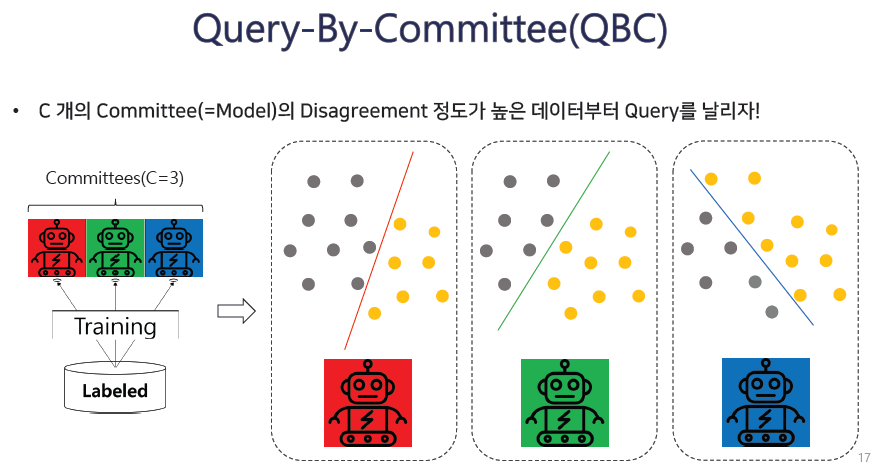 Query-By-Committee(QBC)
• C 개의 Committee(=Model)의 Disagreement 정도가 높은 데이터부터 Query를 날리자!
Committees(C=3)
Training
Labeled
17